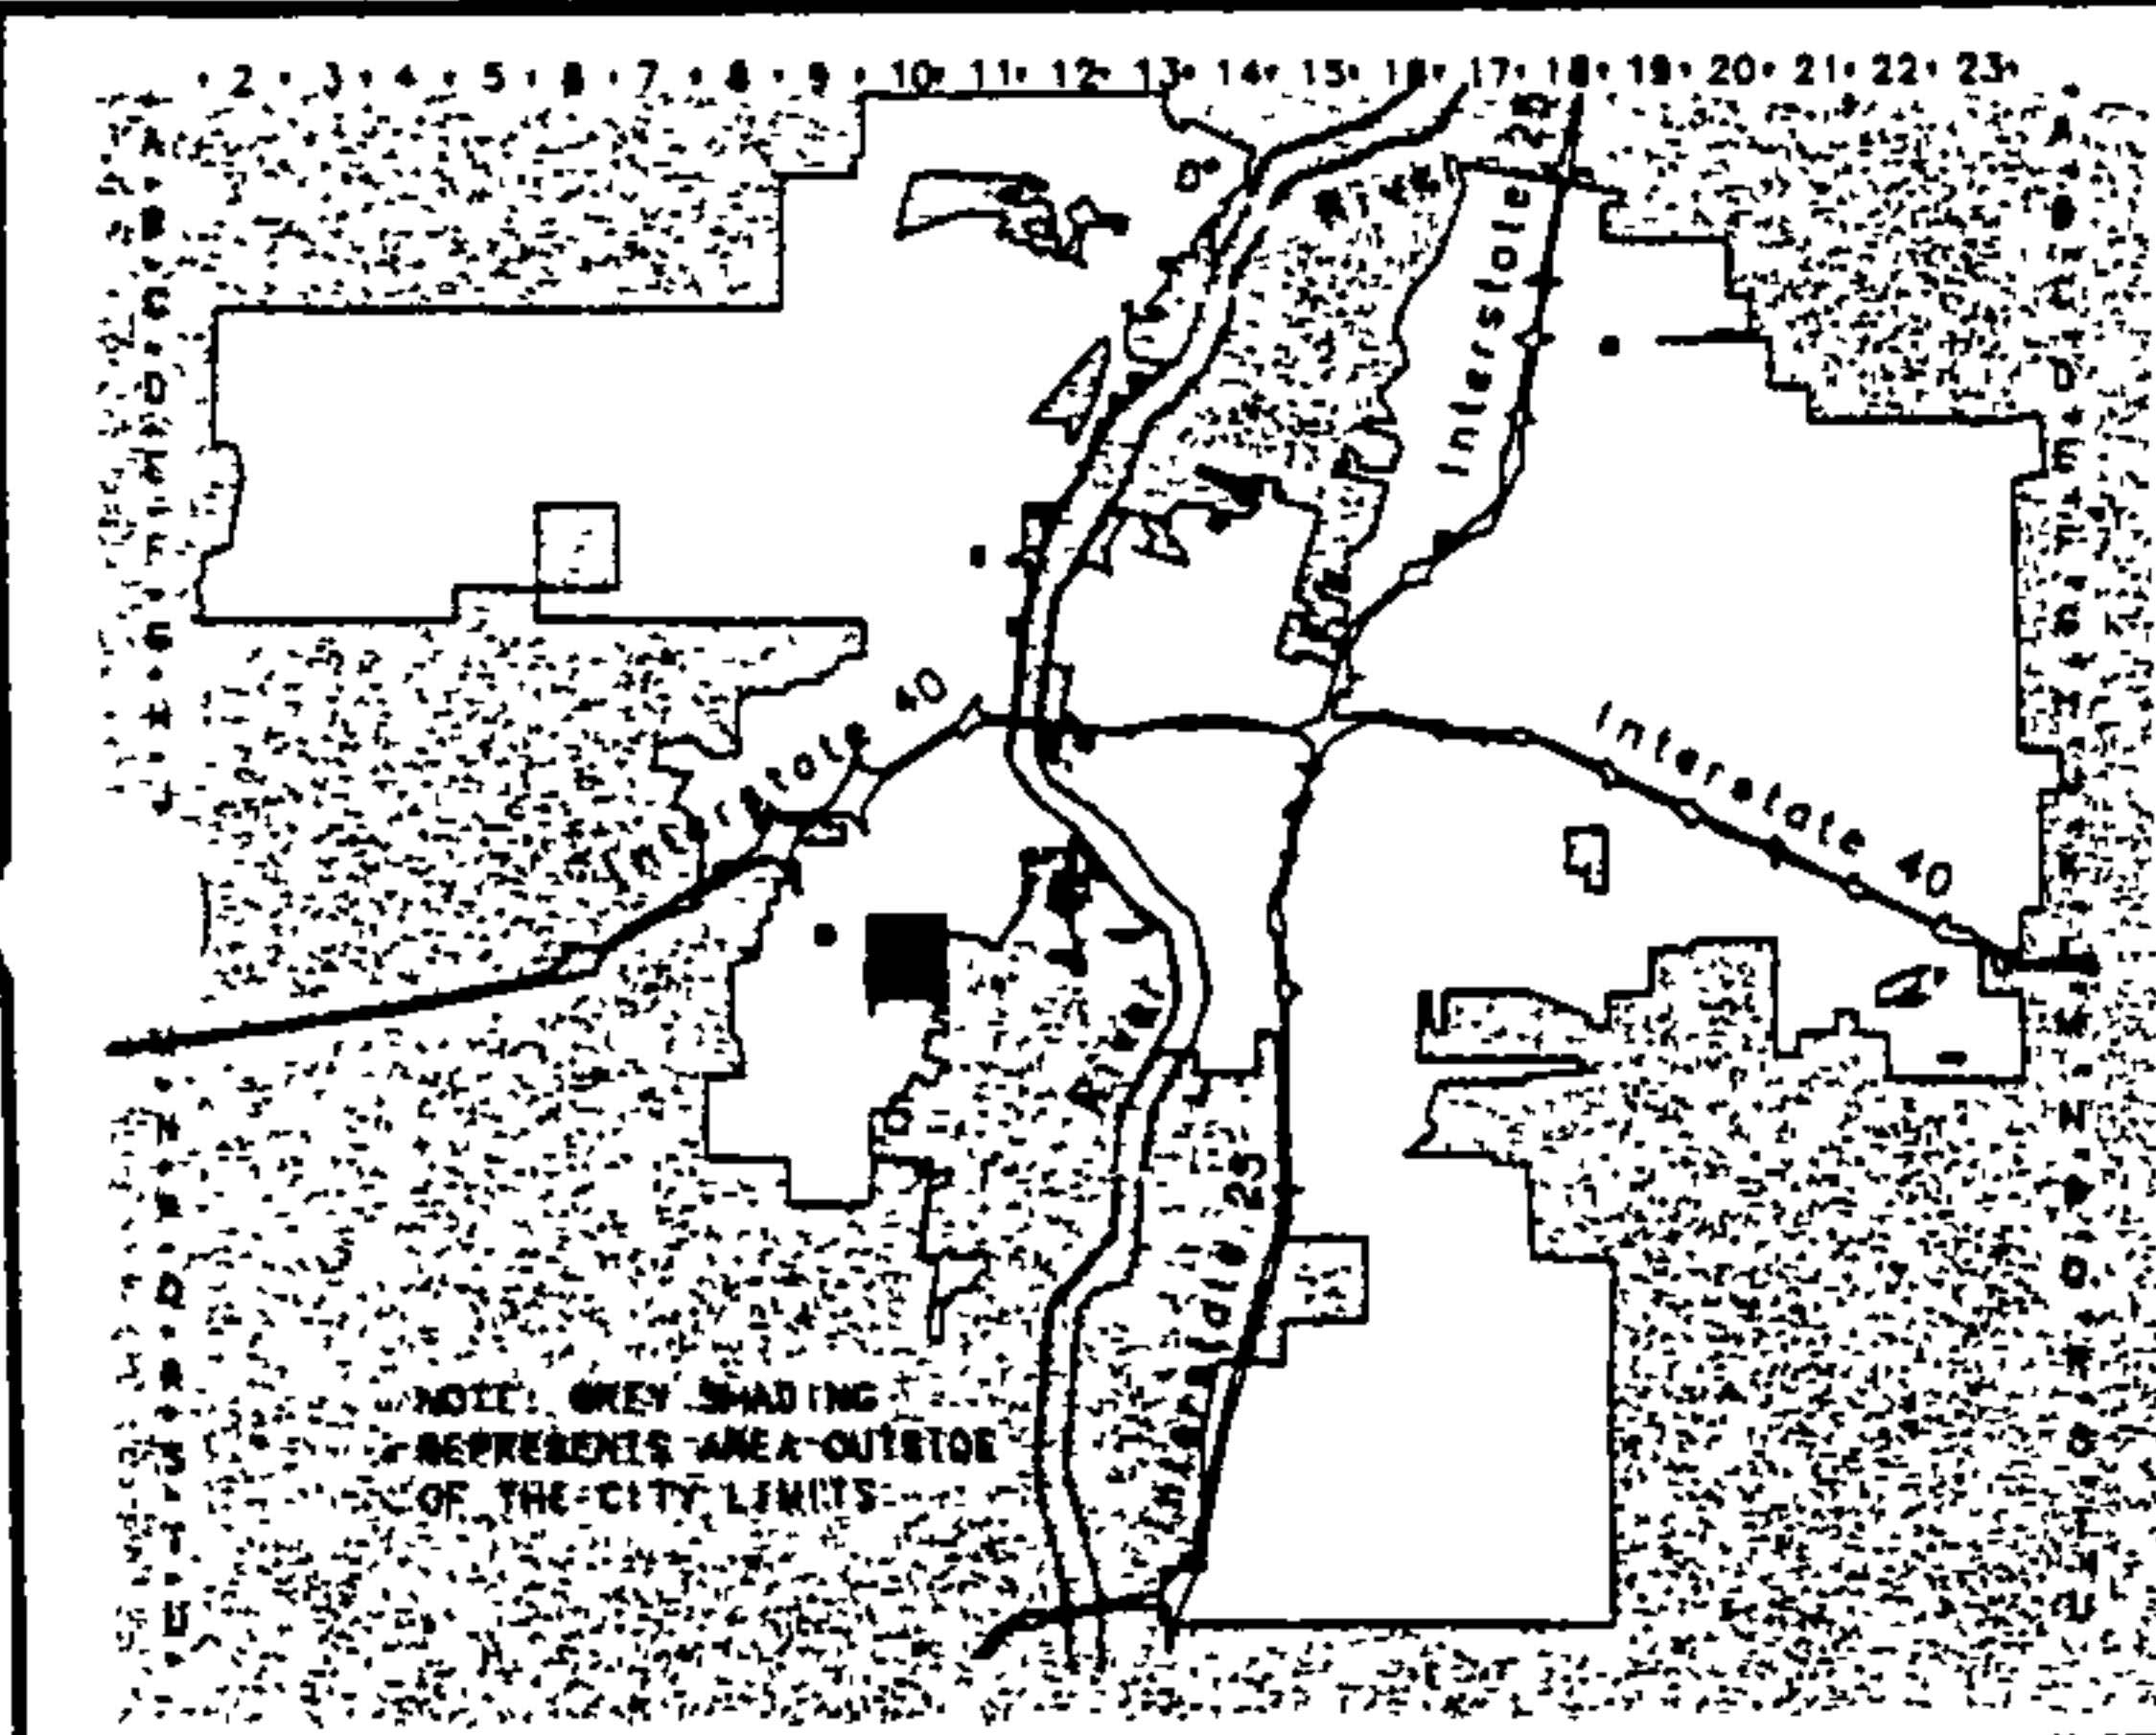 2 3 4 5 6 7 8 9 10 11 12 13 14 15 16 17 18 19 20 21 22 23
A A
B B
C C
D D
E E
F F
G G
H
J
K
L
M
N N
O
Q
R R
S
T T
U U
River
Interstate 25
Interstate 40
Interstate 40
River
Interstate 25
NOTE: GREY SHADING
REPRESENTS AREA OUTSIDE
OF THE CITY LIMITS